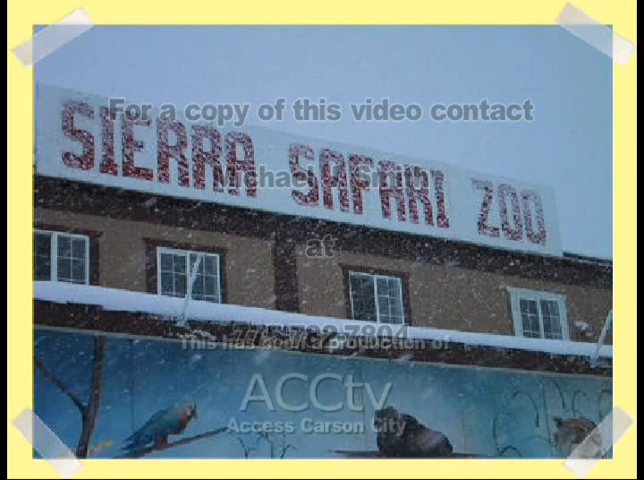 For a copy of this video contact
SIERRA SAFARI ZOO
at
This has been a production of
ACCtv
Access Carson City